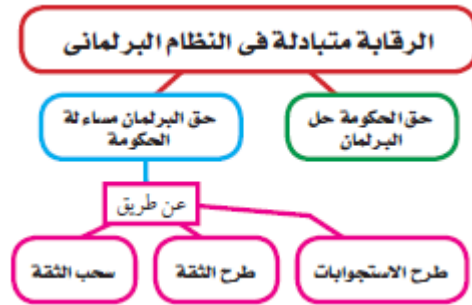 الرقابة متبادلة فى النظام البرلمانى
حق الحكومة حل
البرلمان
حق البرلمان مساءلة
الحكومة
عن طريق
طرح الاستجوابات
طرح الثقة
سحب الثقة